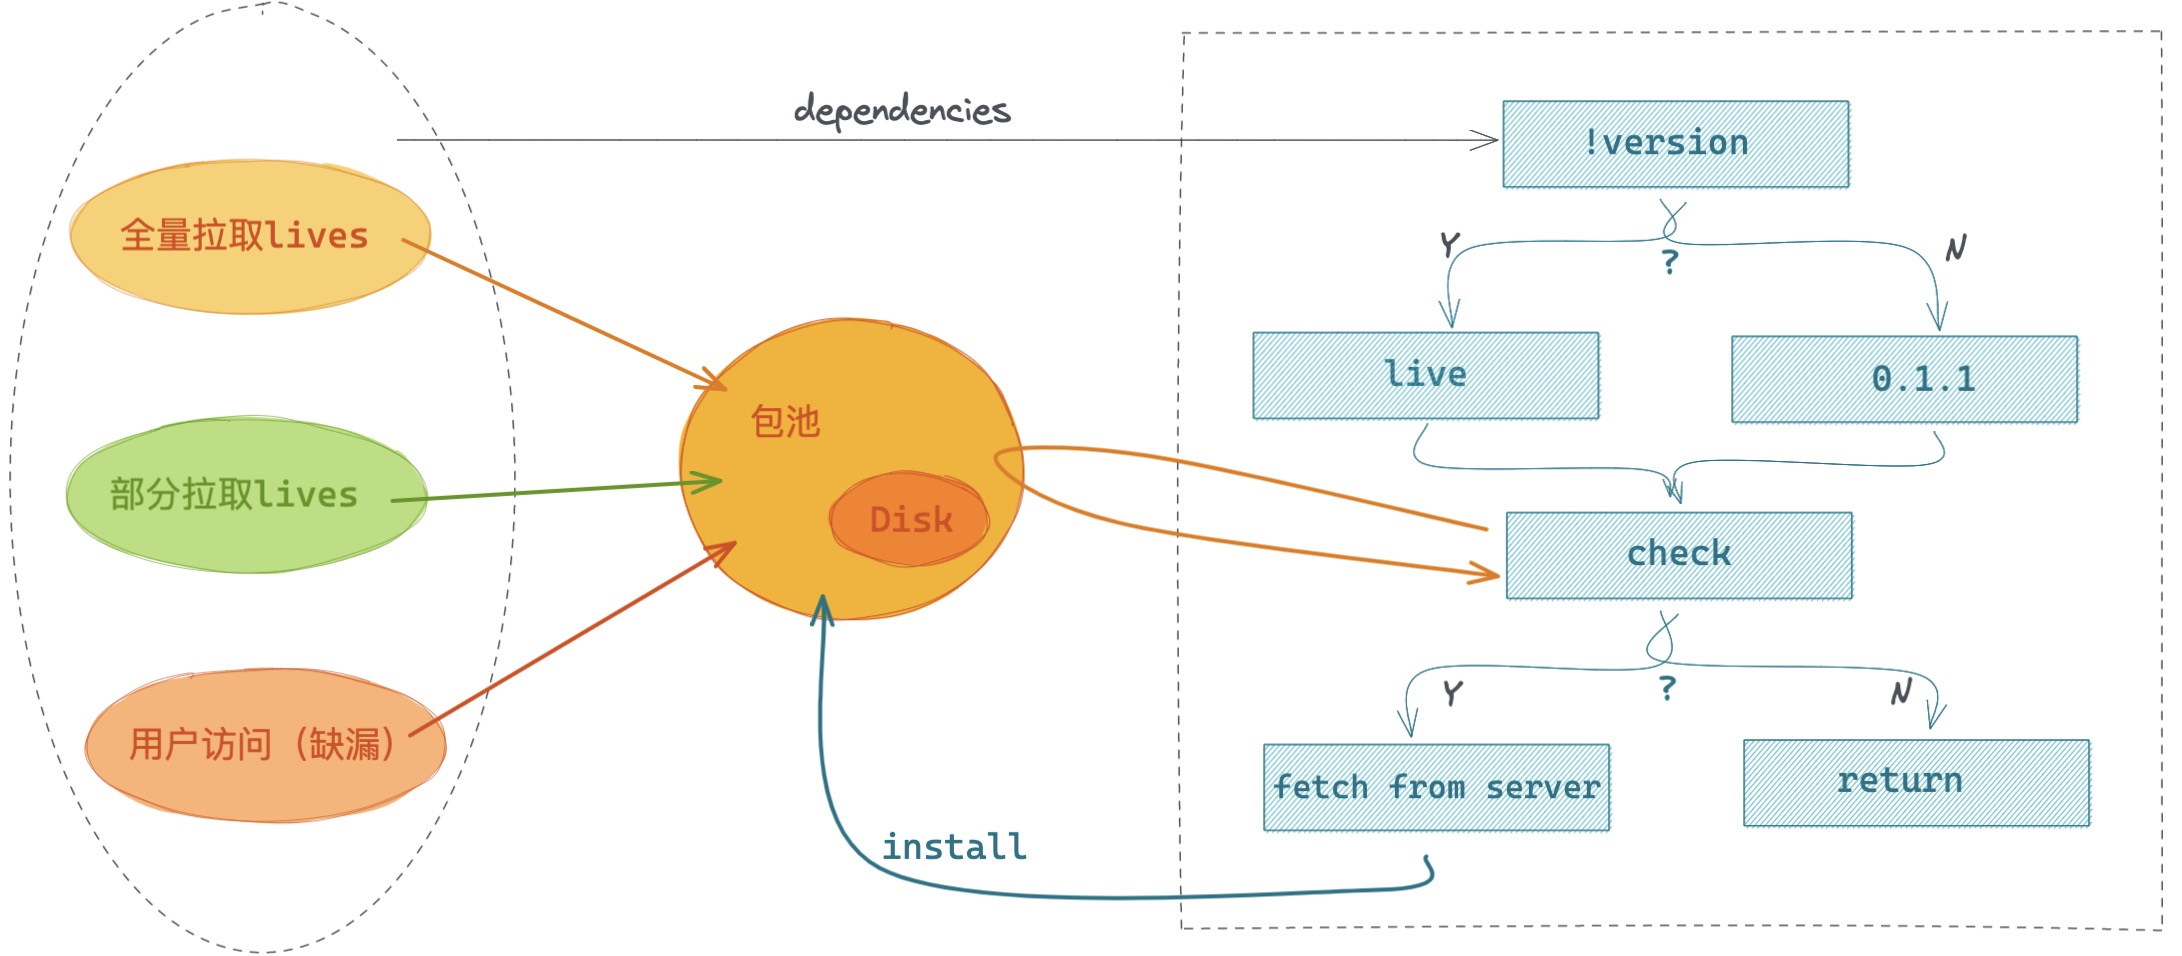 dependencies
!version
全量拉取lives
Y
?
N
live
0.1.1
包池
部分拉取lives
Disk
check
Y
?
N
用户访问（缺漏）
fetch from server
return
install